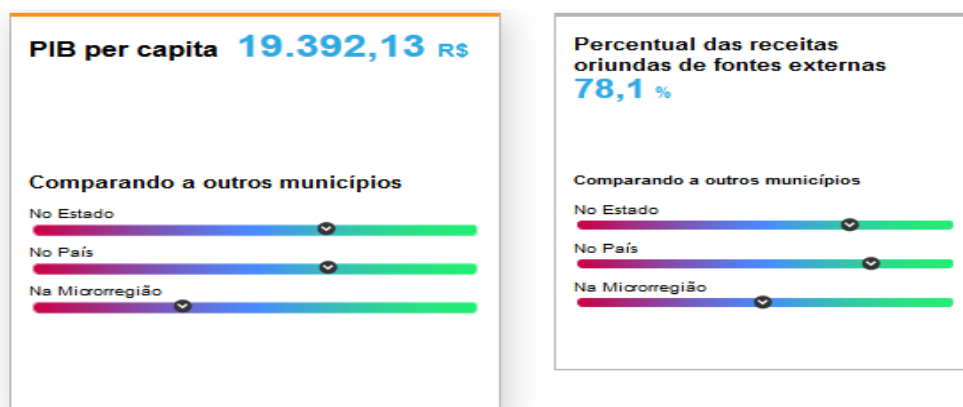 PIB per capita 19.392,13 R$
Comparando a outros municípios
No Estado
No País
Na Microrregião
Percentual das receitas
oriundas de fontes externas
78,1 %
Comparando a outros municípios
No Estado
No País
Na Microrregião